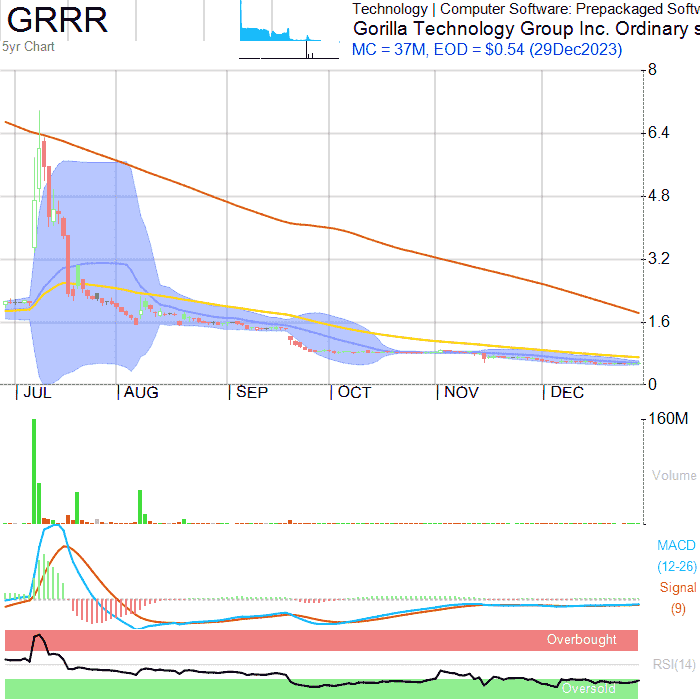 GRRR
Technology | Computer Software: Prepackaged Softw
5yr Chart
Gorilla Technology Group Inc. Ordinary s
MC = 37M, EOD = $0.54 (29Dec2023)
8
6.4
4.8
3.2
1.6
0
JUL AUG SEP OCT NOV DEC
160M
Volume
MACD
(12-26)
Signal
(9)
Overbought
RSI(14)
Oversold